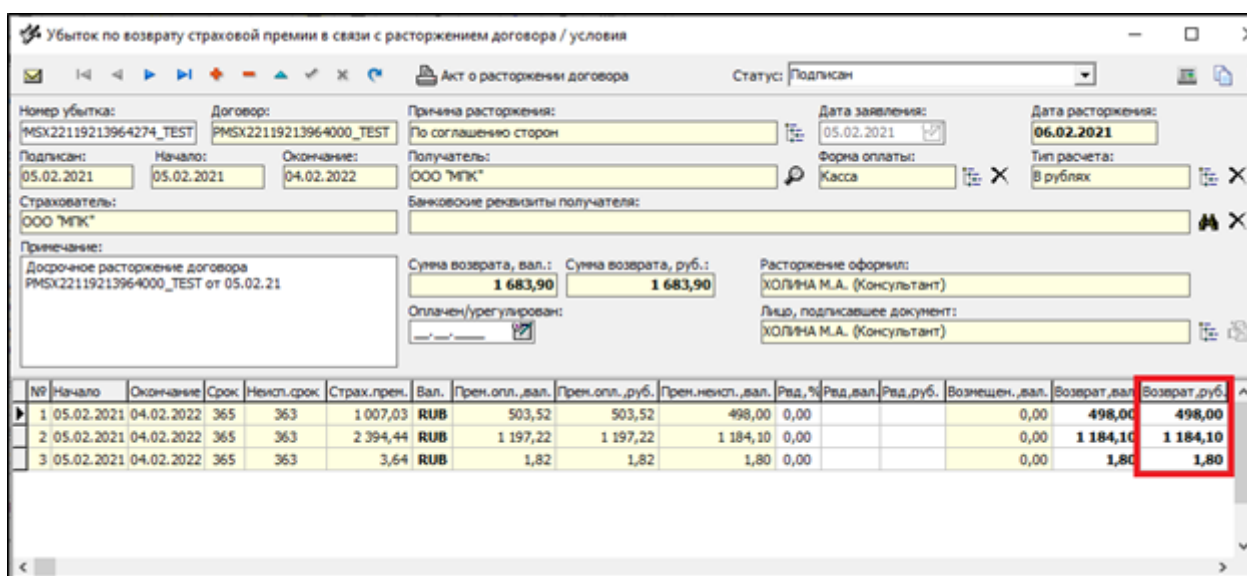 Убыток по возврату страховой премии в связи с расторжением договора / условия
Акт о расторжении договора
Статус: Подписан
Номер убытка: Договор: Причина расторжения: Дата заявления: Дата расторжения:
MSX22119213964274_TEST PMSX22119213964000_TEST По соглашению сторон 05.02.2021 06.02.2021
Подписан: Начало: Окончание: Получатель: Форма оплаты: Тип расчета:
05.02.2021 05.02.2021 04.02.2022 ООО "МПК" Касса В рублях
Страхователь: Банковские реквизиты получателя:
ООО "МПК"
Примечание:
Досрочное расторжение договора
PMSX22119213964000_TEST от 05.02.21
Сумма возврата, вал.: Сумма возврата, руб.: Расторжение оформил:
1 683,90 1 683,90 ХОЛИНА М.А. (Консультант)
Оплачен/урегулирован: Лицо, подписавшее документ:
__.__.____ ХОЛИНА М.А. (Консультант)
№ Начало Окончание Срок Неисп.срок Страх.прем. Вал. Прем.опл.,вал. Прем.опл.,руб. Прем.неисп.,вал. Рвд,% Рвд,вал. Рвд,руб. Возмещен.,вал. Возврат,вал Возврат,руб.
1 05.02.2021 04.02.2022 365 363 1 007,03 RUB 503,52 503,52 498,00 0,00 0,00 498,00 498,00
2 05.02.2021 04.02.2022 365 363 2 394,44 RUB 1 197,22 1 197,22 1 184,10 0,00 0,00 1 184,10 1 184,10
3 05.02.2021 04.02.2022 365 363 3,64 RUB 1,82 1,82 1,80 0,00 0,00 1,80 1,80